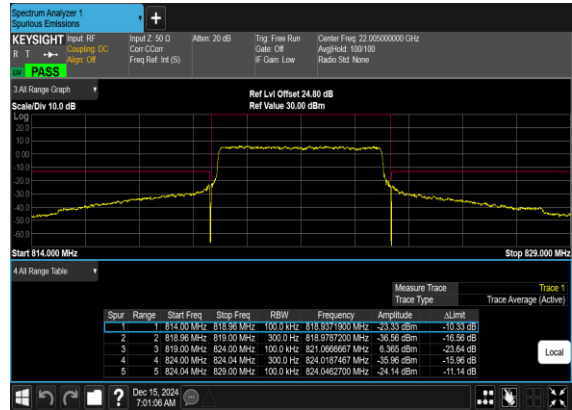 Spectrum Analyzer 1
Spurious Emissions
KEYSIGHT Input: RF Input Z: 50 Ω Atten: 20 dB Trig: Free Run Center Freq: 22.005000000 GHz
R T Coupling: DC Corr CCorr Gate: Off Avg|Hold: 100/100
Align: Off Freq Ref: Int (S) IF Gain: Low Radio Std: None
PASS
3 All Range Graph
Ref Lvl Offset 24.80 dB
Scale/Div 10.0 dB Ref Value 30.00 dBm
Log
20.0
10.0
0.00
-10.0
-20.0
-30.0
-40.0
-50.0
-60.0
Start 814.000 MHz Stop 829.000 MHz
4 All Range Table
Measure Trace Trace 1
Trace Type Trace Average (Active)
Spur Range Start Freq Stop Freq RBW Frequency Amplitude ΔLimit
1 1 814.00 MHz 818.96 MHz 100.0 kHz 818.9371900 MHz -23.33 dBm -10.33 dB
2 2 818.96 MHz 819.00 MHz 300.0 Hz 818.9787200 MHz -36.56 dBm -16.56 dB
3 3 819.00 MHz 824.00 MHz 100.0 kHz 821.0666667 MHz 6.365 dBm -23.64 dB
4 4 824.00 MHz 824.04 MHz 300.0 Hz 824.0187467 MHz -35.96 dBm -15.96 dB
5 5 824.04 MHz 829.00 MHz 100.0 kHz 824.0462700 MHz -24.14 dBm -11.14 dB
Local
Dec 15, 2024
7:01:06 AM